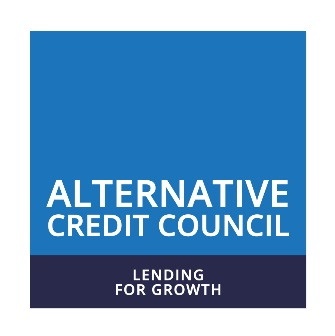 ALTERNATIVE
CREDIT COUNCIL
LENDING
FOR GROWTH